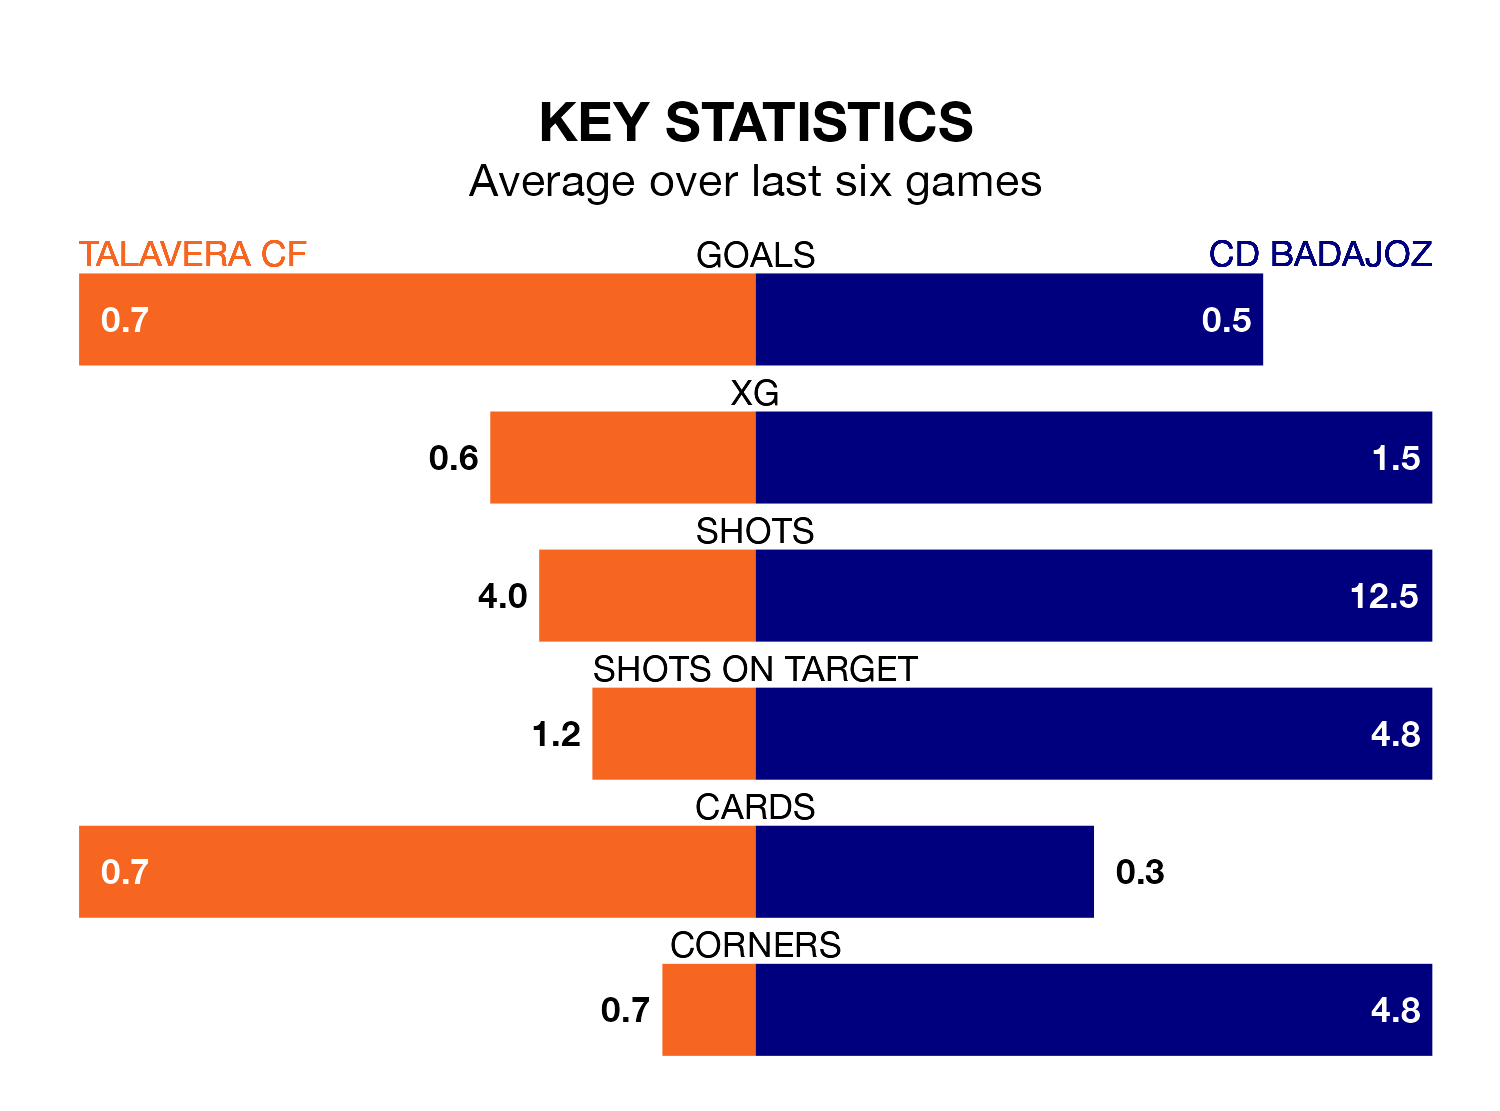 KEY STATISTICS
Average over last six games
TALAVERA CF GOALS CD BADAJOZ
0.7 0.5
XG
0.6 1.5
SHOTS
4.0 12.5
SHOTS ON TARGET
1.2 4.8
CARDS
0.7 0.3
CORNERS
0.7 4.8